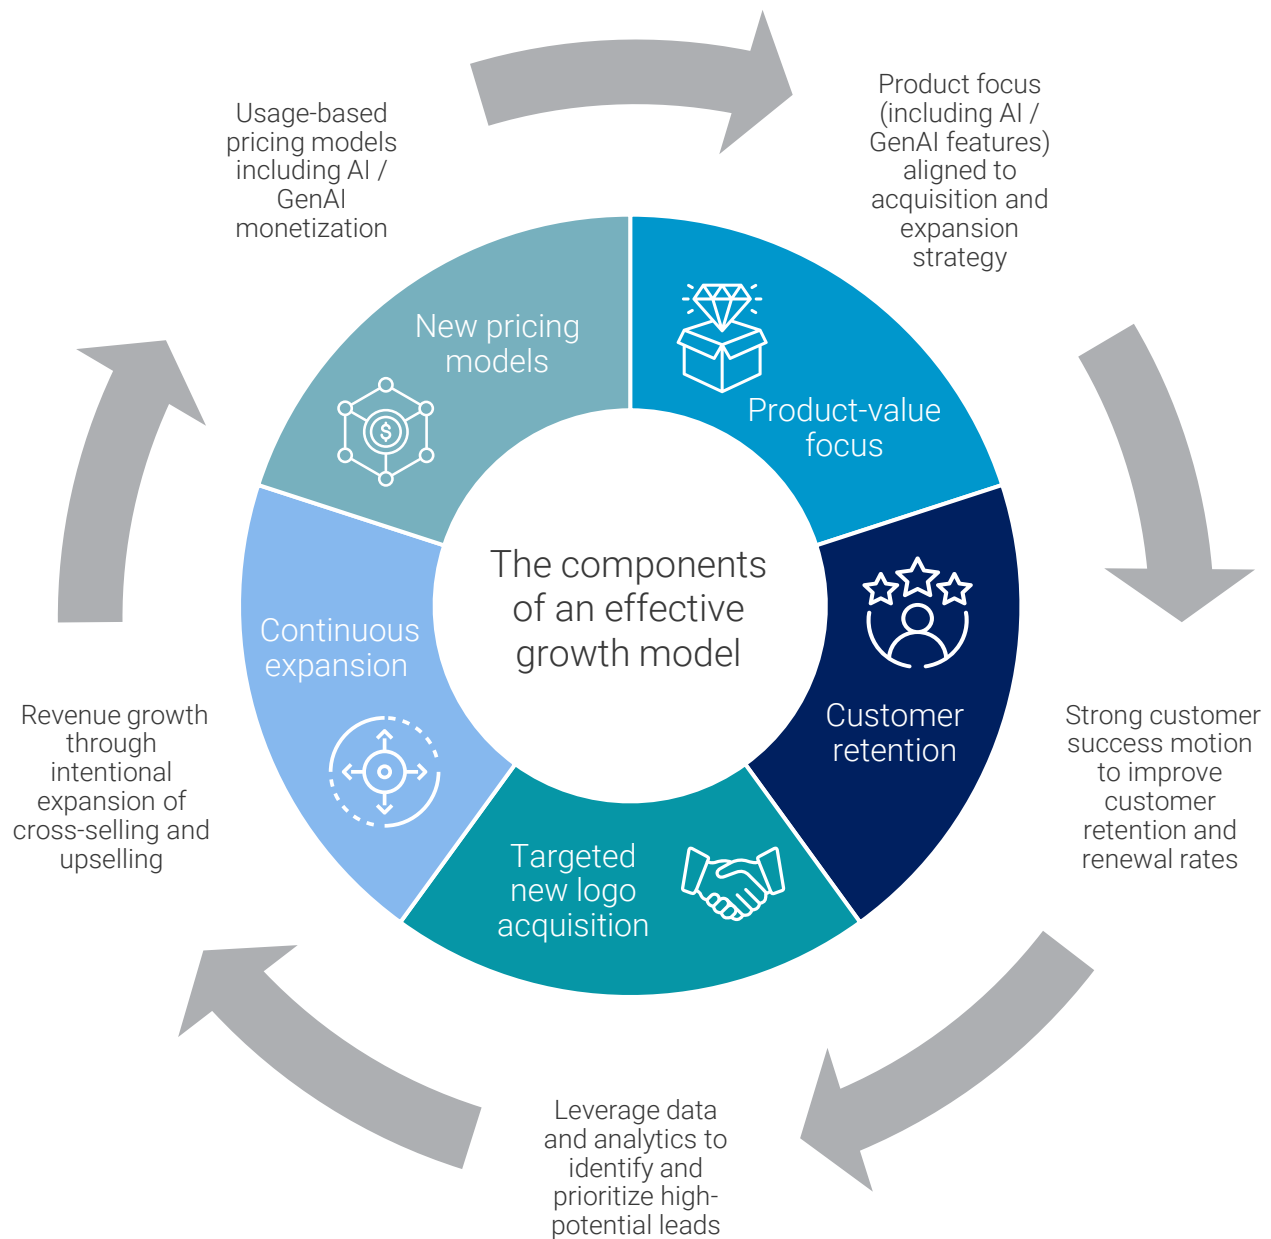 Usage-based
pricing models
including AI /
GenAI
monetization
Product focus
(including AI /
GenAI features)
aligned to
acquisition and
expansion
strategy
New pricing
models
$
Product-value
focus
The components
of an effective
growth model
Continuous
expansion
Customer
retention
Revenue growth
through
intentional
expansion of
cross-selling and
upselling
Strong customer
success motion
to improve
customer
retention and
renewal rates
Targeted
new logo
acquisition
Leverage data
and analytics to
identify and
prioritize high-
potential leads